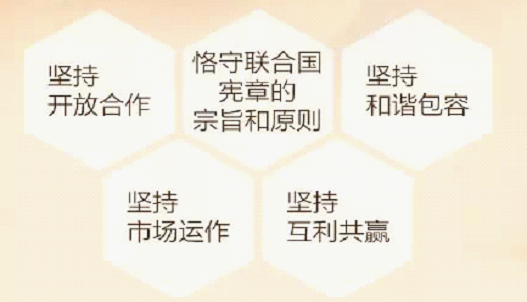 坚持
开放合作
恪守联合国
宪章的
宗旨和原则
坚持
和谐包容
坚持
市场运作
坚持
互利共赢